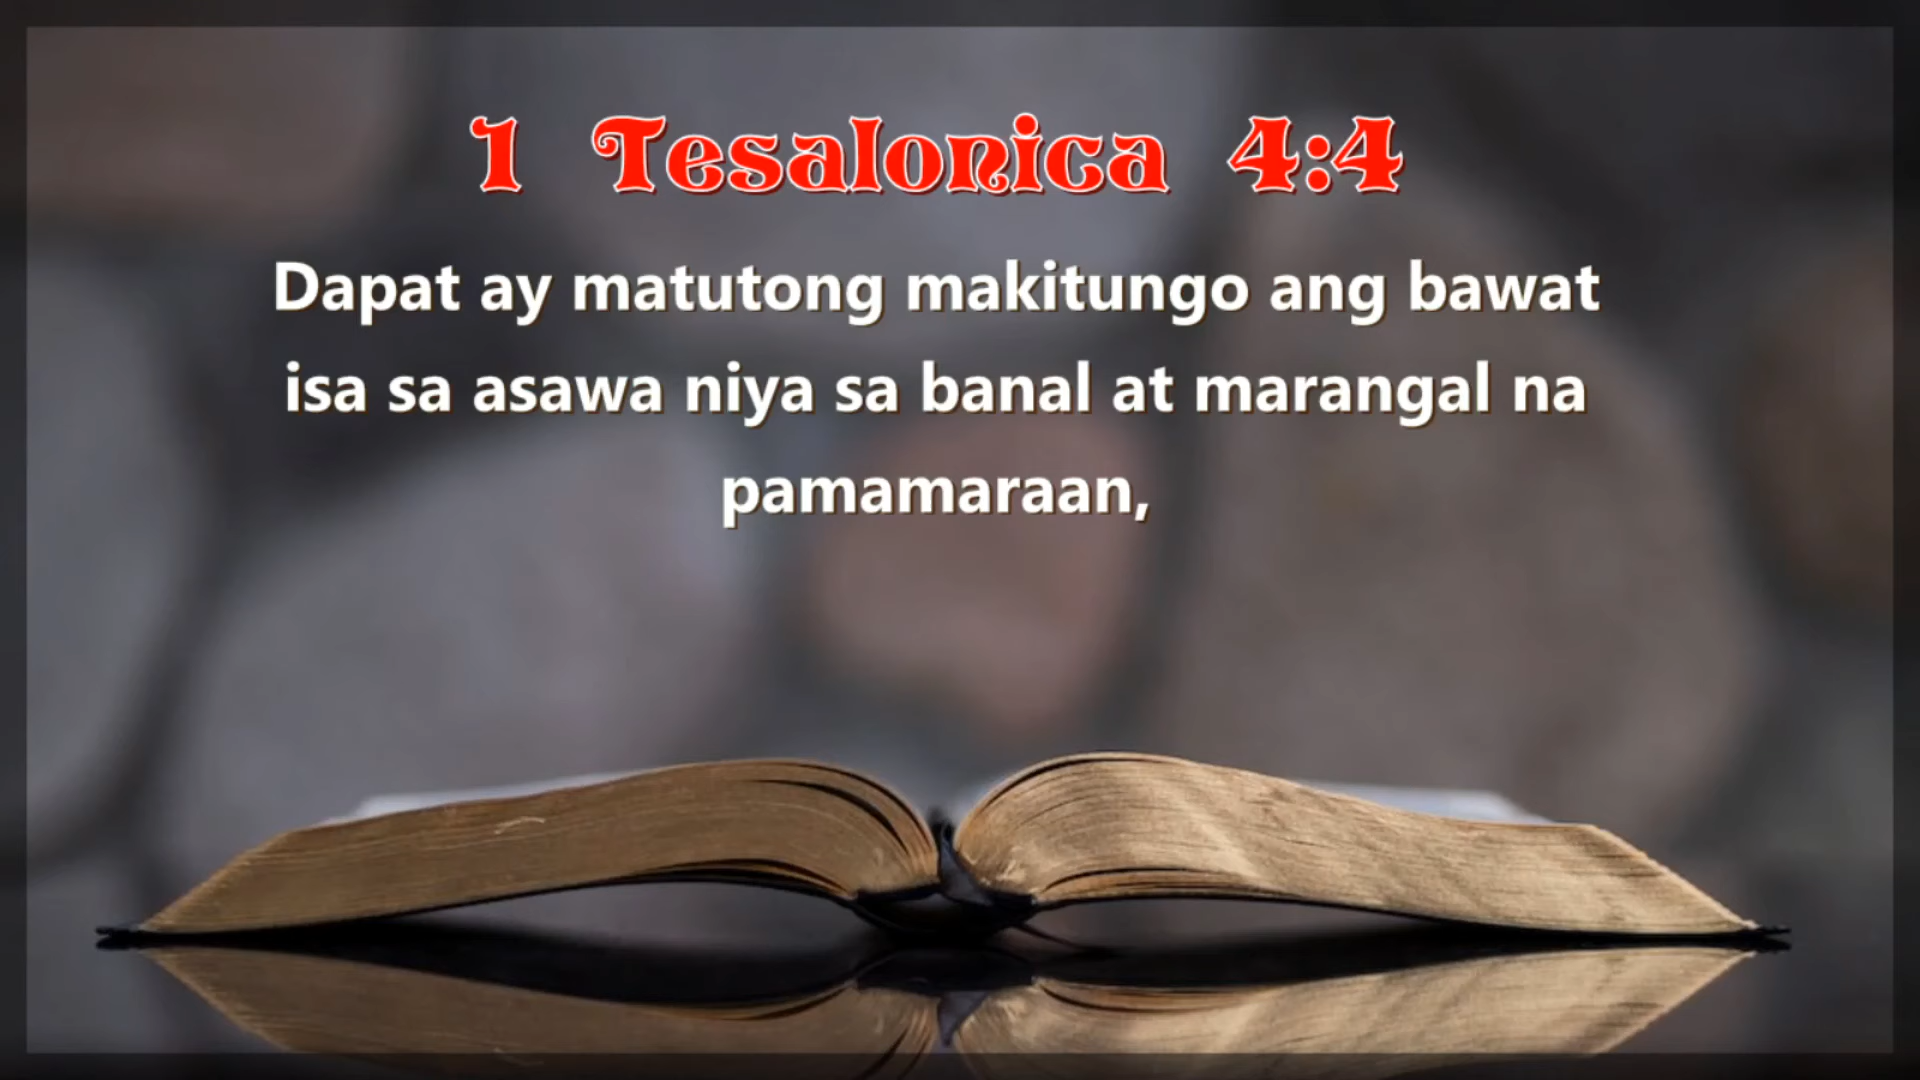 1 Tesalonica 4:4
Dapat ay matutong makitungo ang bawat
isa sa asawa niya sa banal at marangal na
pamamaraan,